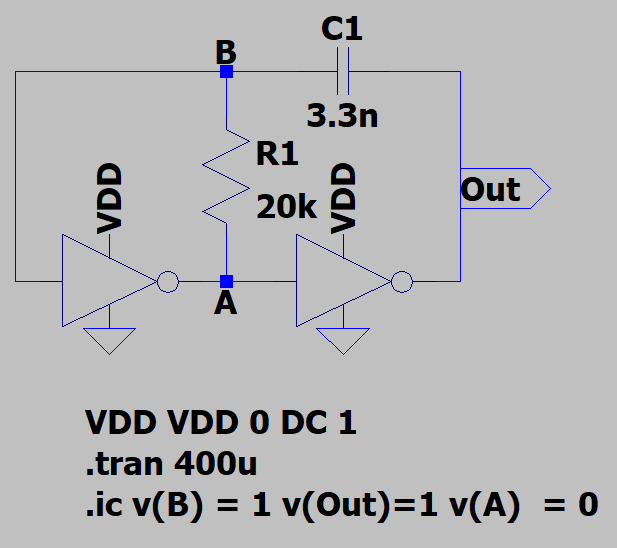 C1
B
3.3n
R1
VDD
VDD
Out
20k
A
VDD VDD 0 DC 1
.tran 400u
.ic v(B) = 1 v(Out)=1 v(A)  = 0